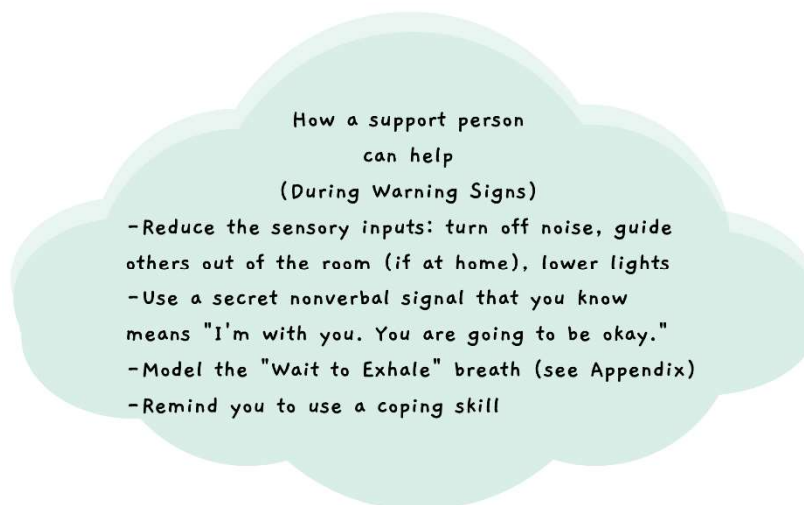 How a support person
can help
(During Warning Signs)
-Reduce the sensory inputs: turn off noise, guide
others out of the room (if at home), lower lights
-Use a secret nonverbal signal that you know
means "I'm with you. You are going to be okay."
-Model the "Wait to Exhale" breath (see Appendix)
-Remind you to use a coping skill